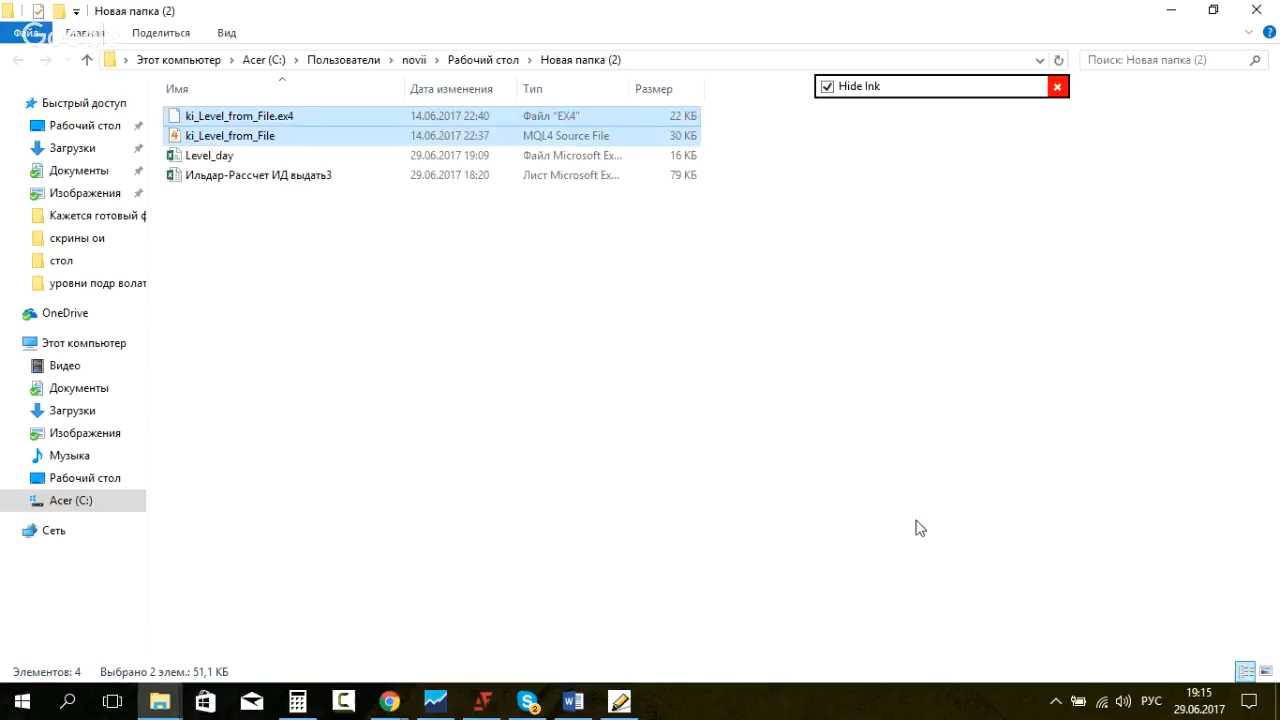 Новая папка (2)
Файл Главная Поделиться Вид
Этот компьютер Acer (C:) Пользователи novii Рабочий стол Новая папка (2) Поиск: Новая папка (2)
Имя Дата изменения Тип Размер
Hide Ink
Быстрый доступ
Рабочий стол
Загрузки
Документы
Изображения
Кажется готовый ф
скрины ои
стол
уровни подр волат
OneDrive
Этот компьютер
Видео
Документы
Загрузки
Изображения
Музыка
Рабочий стол
Acer (C:)
Сеть
ki_Level_from_File.ex4 14.06.2017 22:40 Файл "EX4" 22 КБ
ki_Level_from_File 14.06.2017 22:37 MQL4 Source File 30 КБ
Level_day 29.06.2017 19:09 Файл Microsoft Ex... 16 КБ
Ильдар-Рассчет ИД выдать3 29.06.2017 18:20 Лист Microsoft Ex... 79 КБ
Элементов: 4 Выбрано 2 элем.: 51,1 КБ
РУС
19:15
29.06.2017